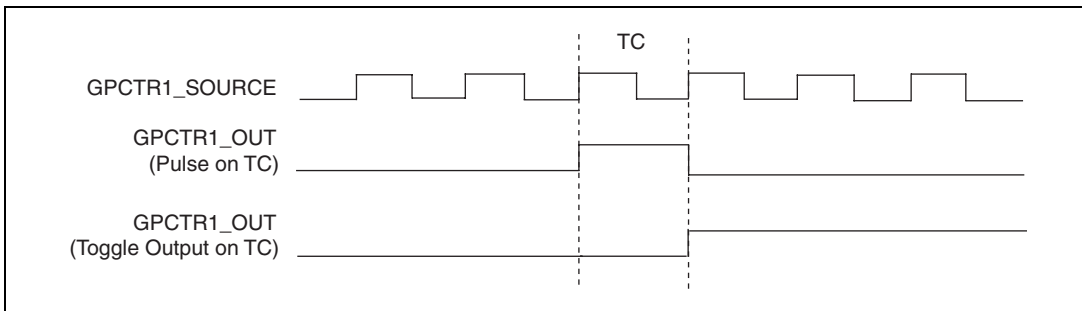 TC
GPCTR1_SOURCE
GPCTR1_OUT
(Pulse on TC)
GPCTR1_OUT
(Toggle Output on TC)